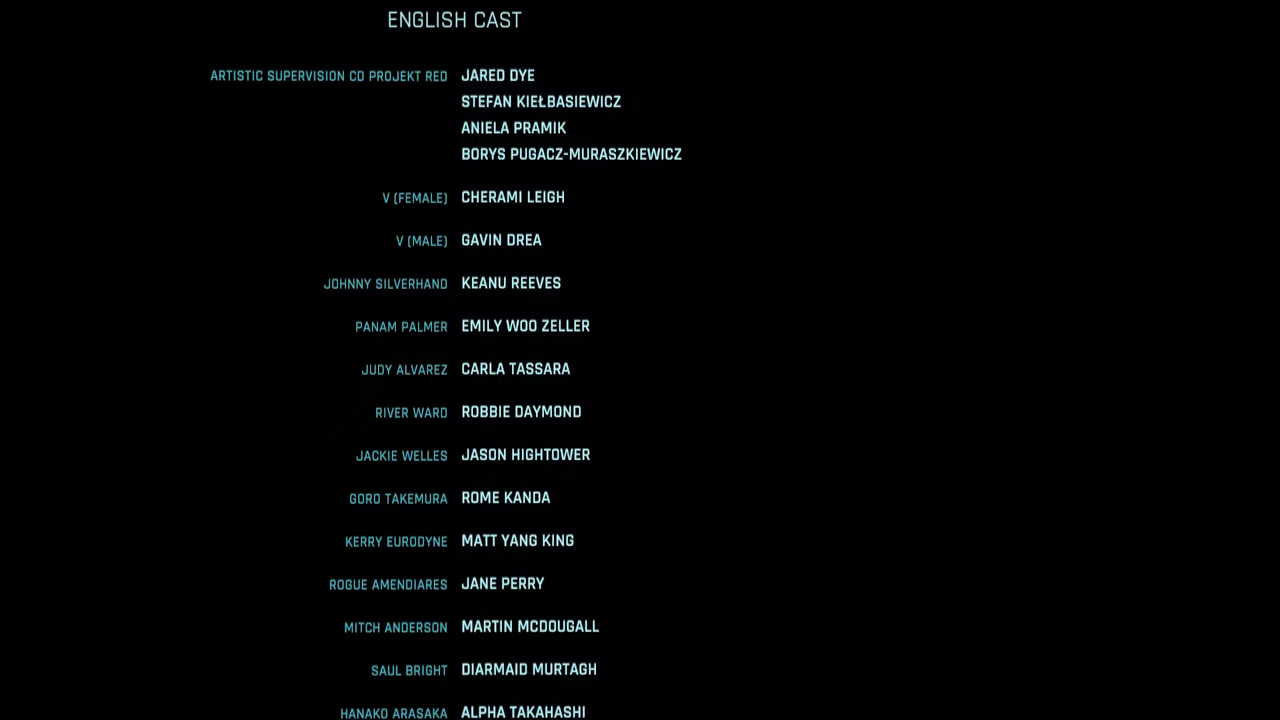 ENGLISH CAST
ARTISTIC SUPERVISION CD PROJEKT RED JARED DYE
STEFAN KIEŁBASIEWICZ
ANIELA PRAMIK
BORYS PUGACZ-MURASZKIEWICZ
V (FEMALE) CHERAMI LEIGH
V (MALE) GAVIN DREA
JOHNNY SILVERHAND KEANU REEVES
PANAM PALMER EMILY WOO ZELLER
JUDY ALVAREZ CARLA TASSARA
RIVER WARD ROBBIE DAYMOND
JACKIE WELLES JASON HIGHTOWER
GORO TAKEMURA ROME KANDA
KERRY EURODYNE MATT YANG KING
ROGUE AMENDIARES JANE PERRY
MITCH ANDERSON MARTIN MCDOUGALL
SAUL BRIGHT DIARMAID MURTAGH
HANAKO ARASAKA ALPHA TAKAHASHI